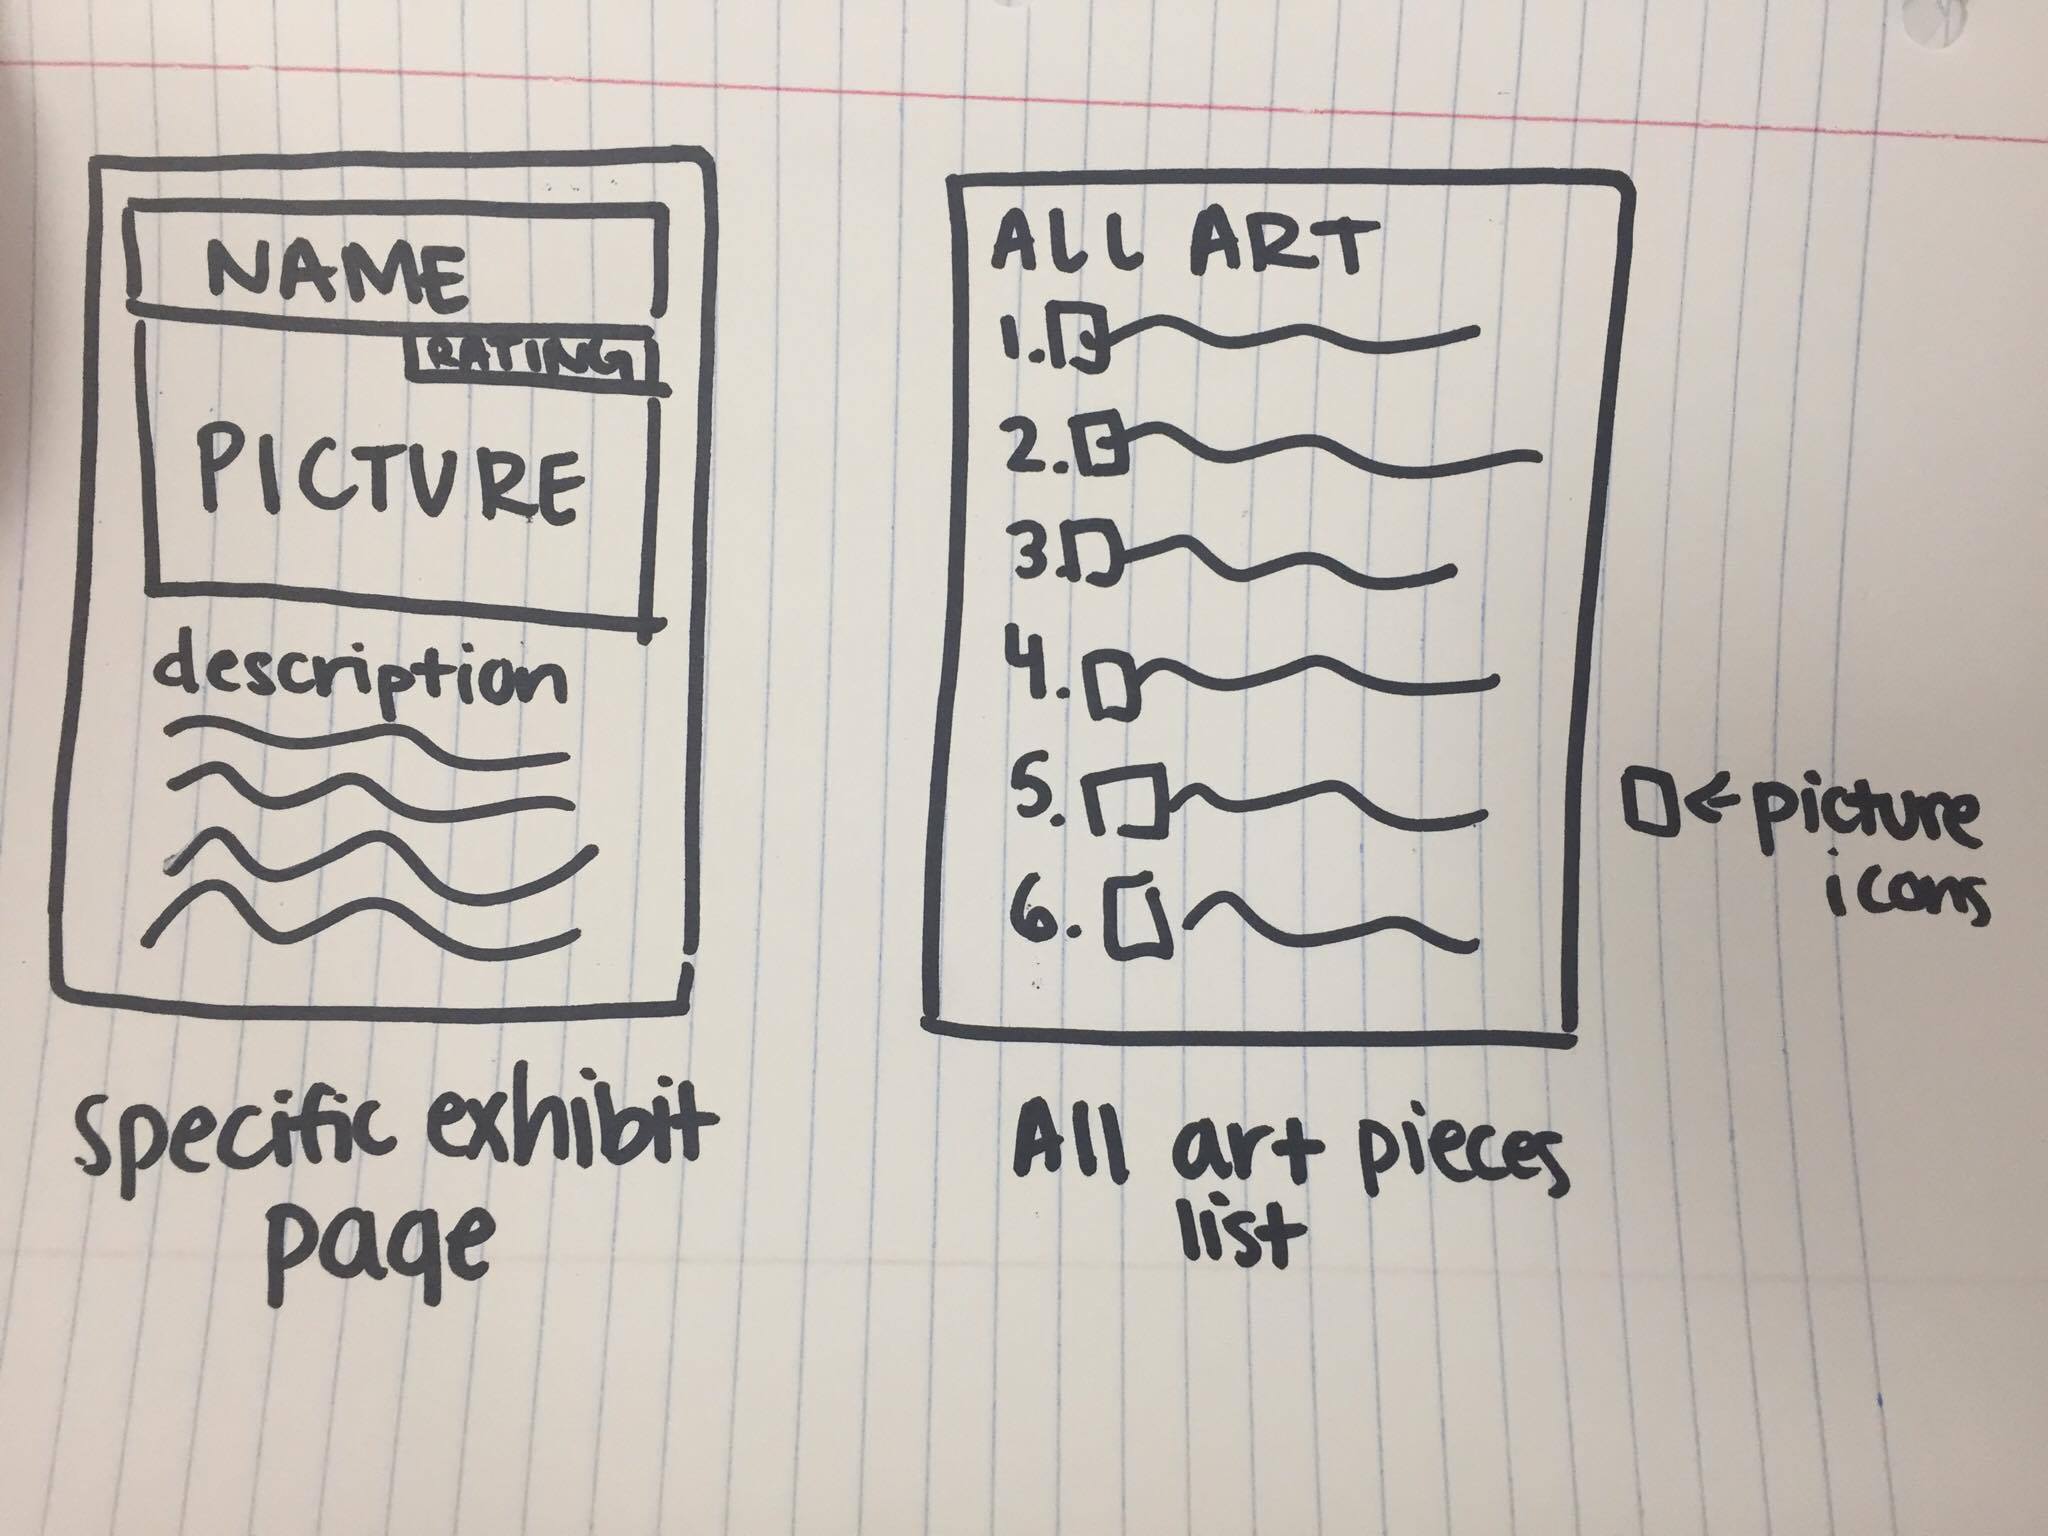 NAME
RATING
PICTURE
description
specific exhibit
page
ALL ART
1.
2.
3.
4.
5.
6.
picture
icons
All art pieces
list